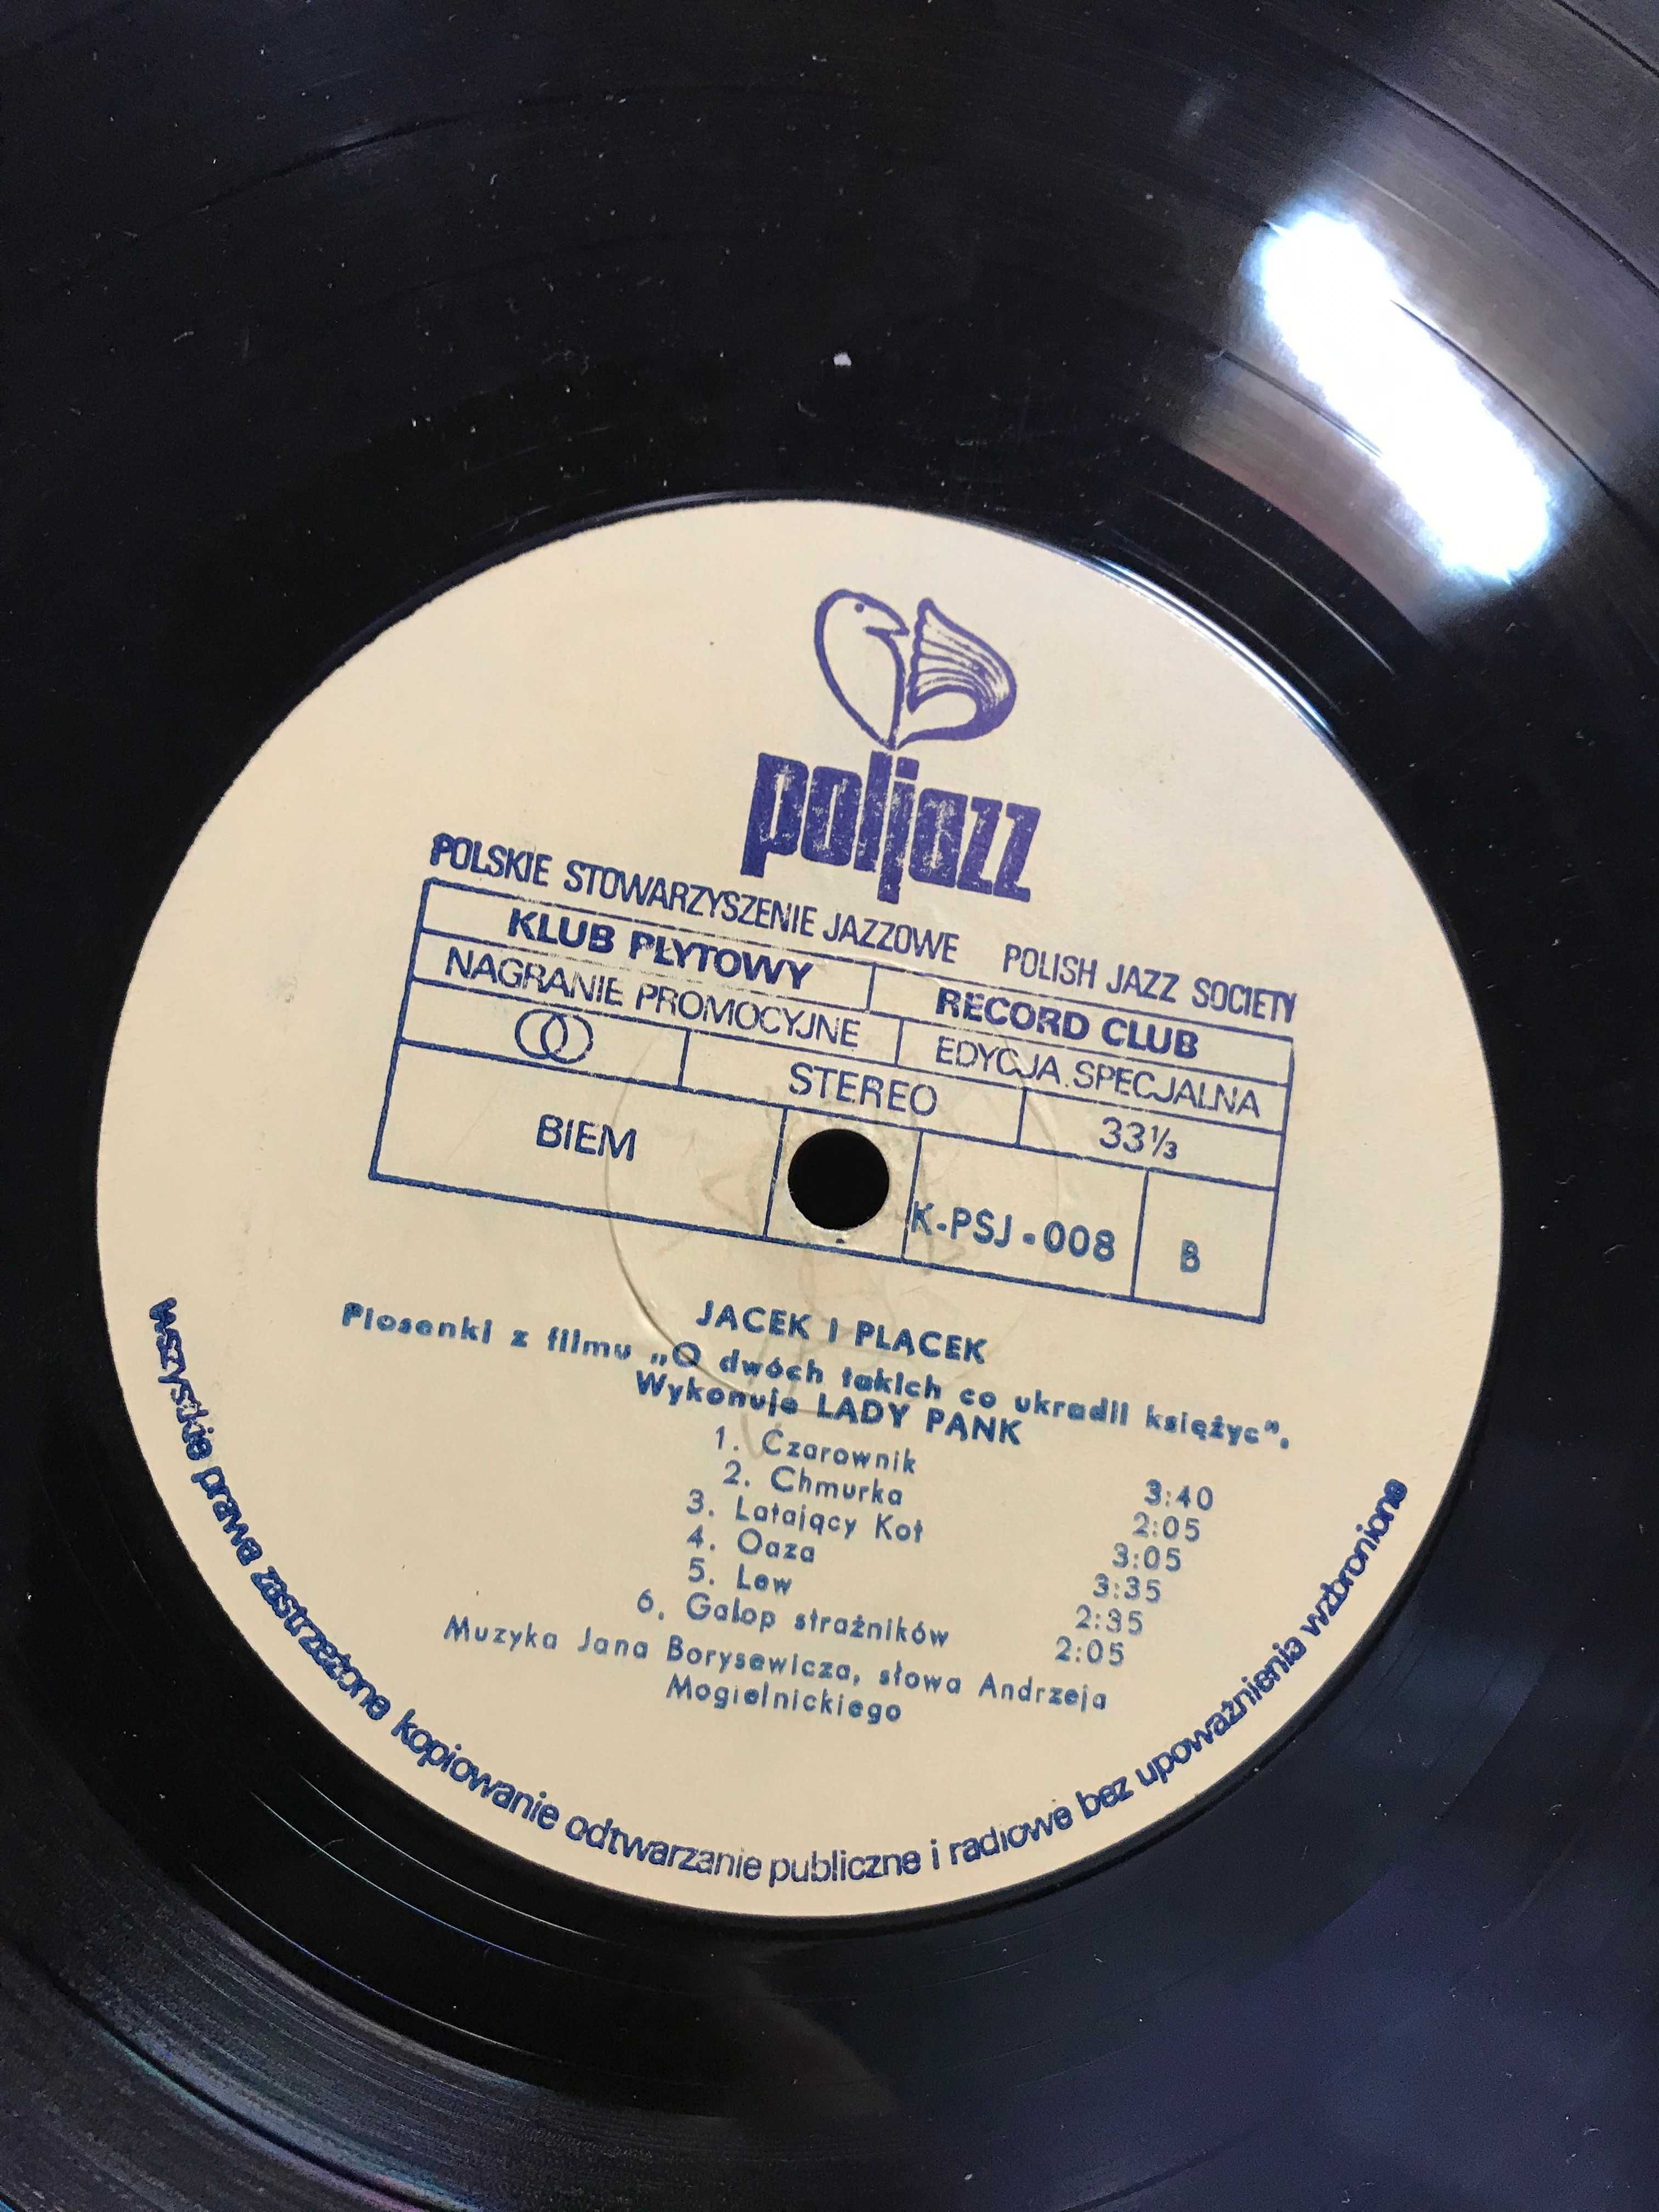 poljazz
POLSKIE STOWARZYSZENIE JAZZOWE POLISH JAZZ SOCIETY
KLUB PŁYTOWY RECORD CLUB
NAGRANIE PROMOCYJNE EDYCJA SPECJALNA
STEREO 33⅓
BIEM K-PSJ-008 B
JACEK I PLACEK
Piosenki z filmu „O dwóch takich co ukradli księżyc”.
Wykonuje LADY PANK
1. Czarownik 3:40
2. Chmurka 2:05
3. Latający Kot 3:05
4. Oaza 3:35
5. Lew 2:35
6. Galop strażników 2:05
Muzyka Jana Borysewicza, słowa Andrzeja
Mogielnickiego
wszystkie prawa zastrzeżone kopiowanie odtwarzanie publiczne i radiowe bez upoważnienia wzbronione